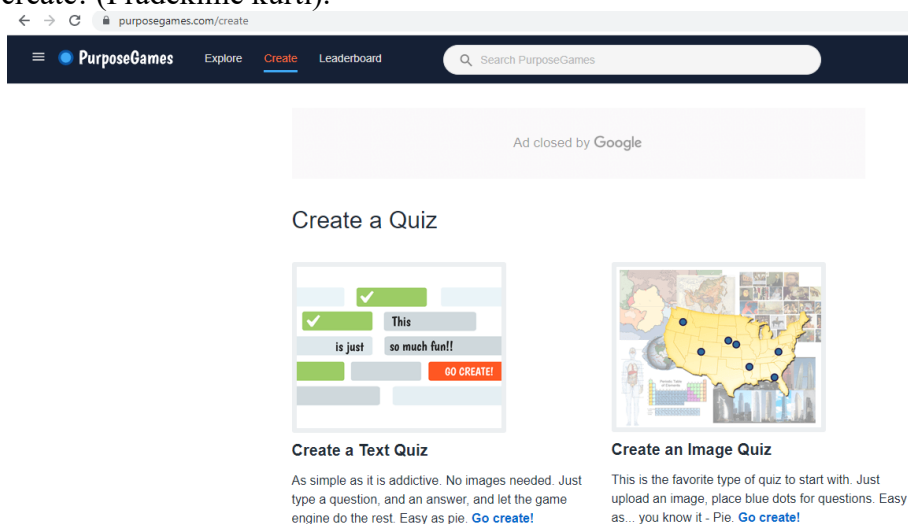 create! (Pradėkime kurti).
purposegames.com/create
PurposeGames Explore Create Leaderboard Search PurposeGames
Ad closed by Google
Create a Quiz
This
is just so much fun!!
GO CREATE!
Create a Text Quiz
As simple as it is addictive. No images needed. Just
type a question, and an answer, and let the game
engine do the rest. Easy as pie. Go create!
Create an Image Quiz
This is the favorite type of quiz to start with. Just
upload an image, place blue dots for questions. Easy
as... you know it - Pie. Go create!